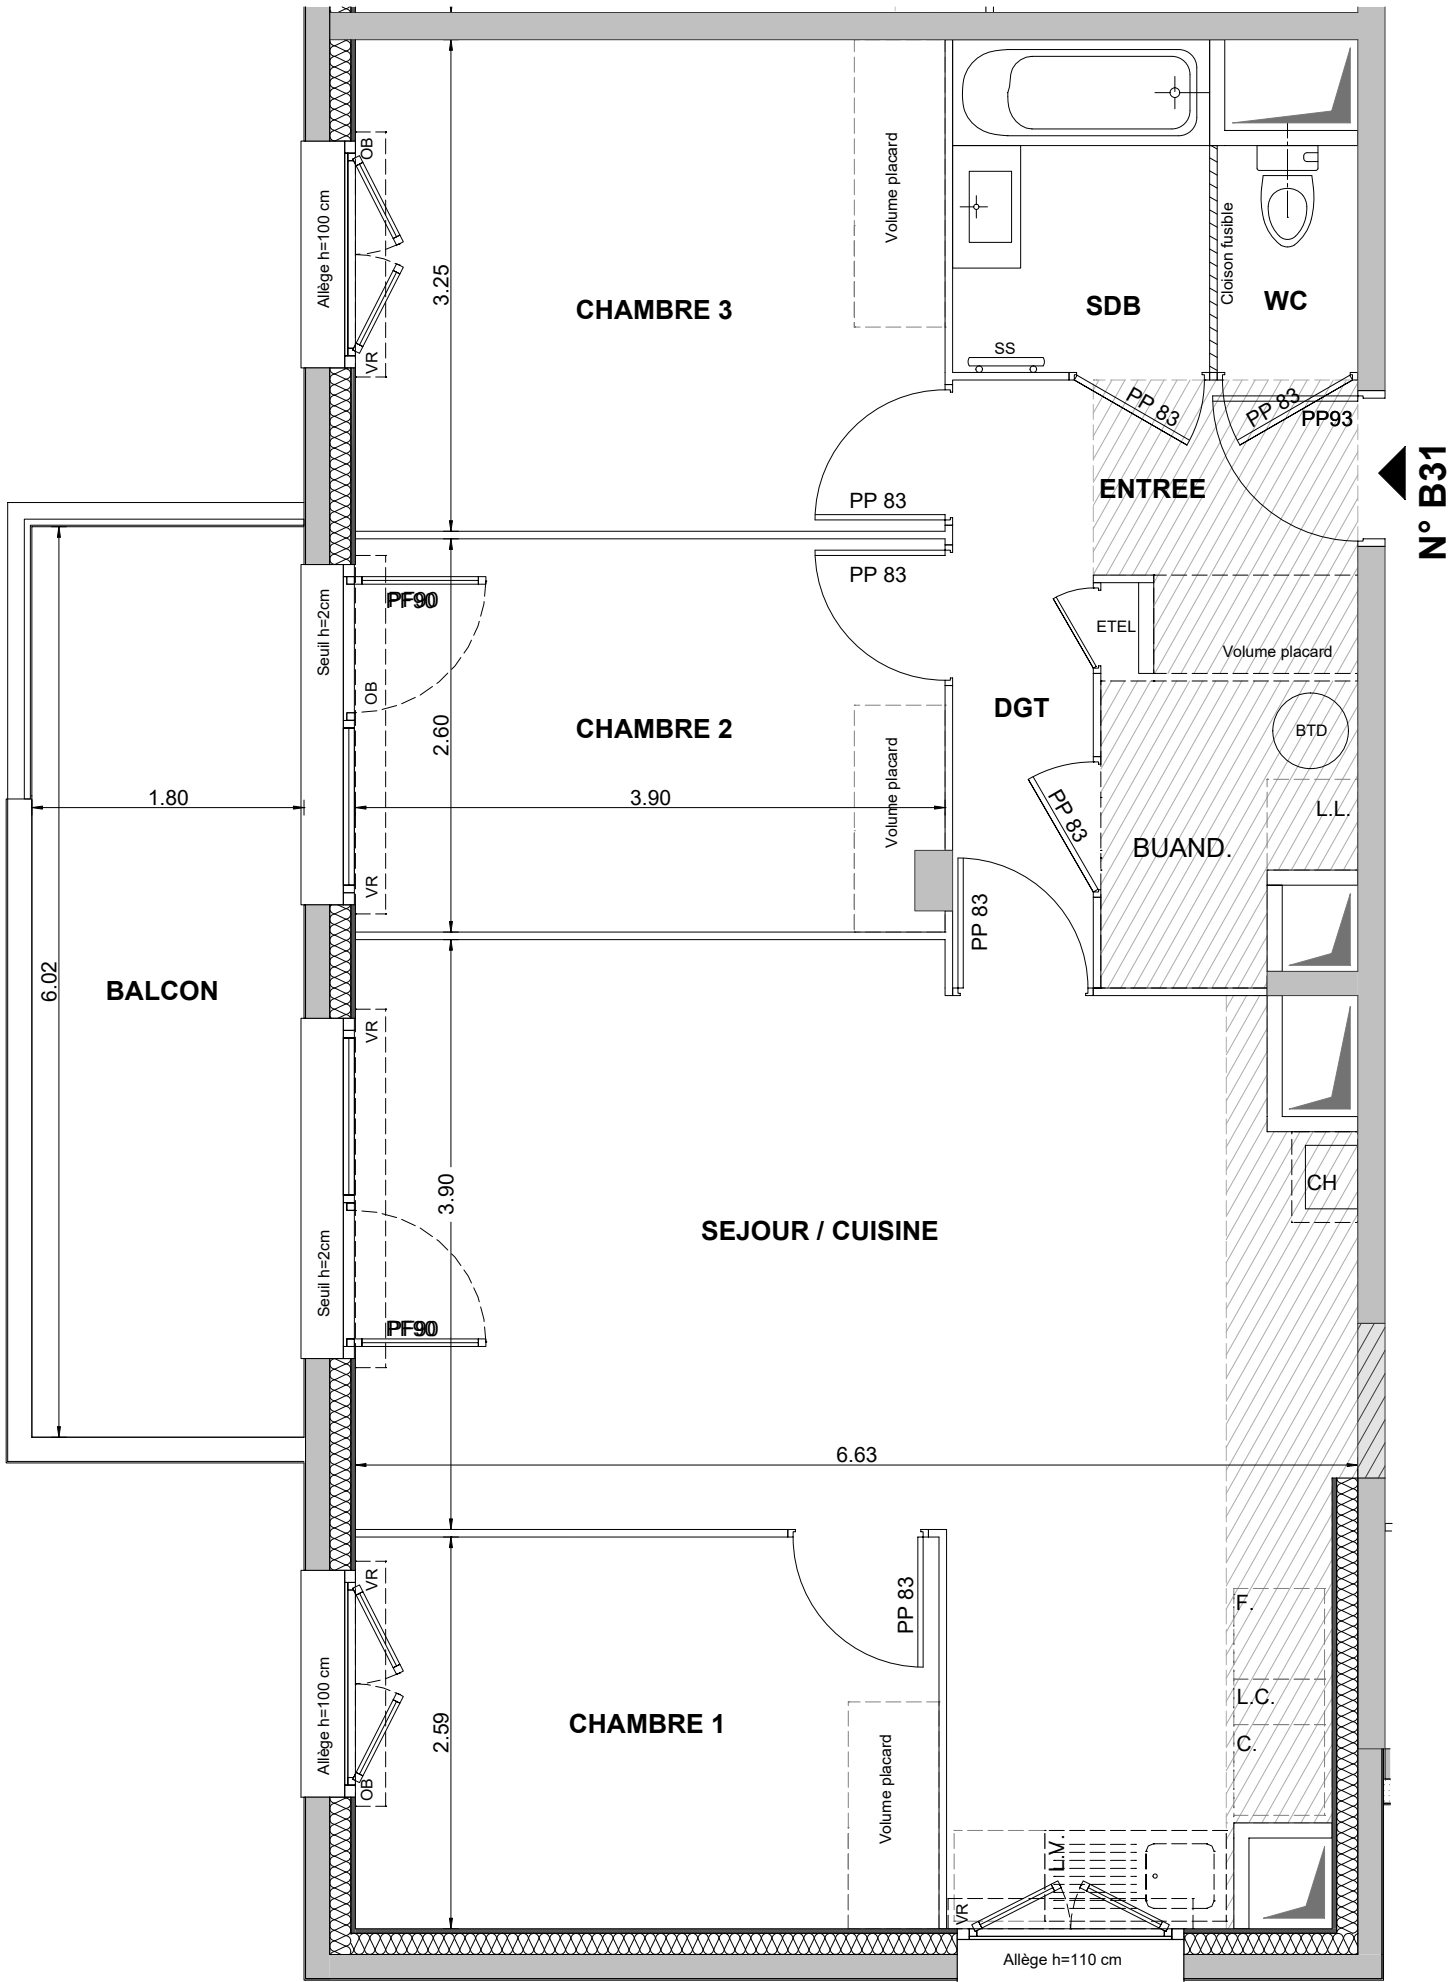 OB
Allège h=100 cm
VR
3.25
CHAMBRE 3
Volume placard
SDB
Cloison fusible
WC
SS
PP 83
PP 83
PP93
PP 83
ENTREE
N° B31
PP 83
PF90
Seuil h=2cm
OB
ETEL
Volume placard
CHAMBRE 2
2.60
DGT
BTD
Volume placard
1.80
3.90
L.L.
PP 83
BUAND.
VR
PP 83
6.02
BALCON
VR
3.90
CH
SEJOUR / CUISINE
Seuil h=2cm
PF90
6.63
VR
PP 83
F.
Allège h=100 cm
L.C.
CHAMBRE 1
2.59
C.
OB
Volume placard
L.V.
VR
Allège h=110 cm